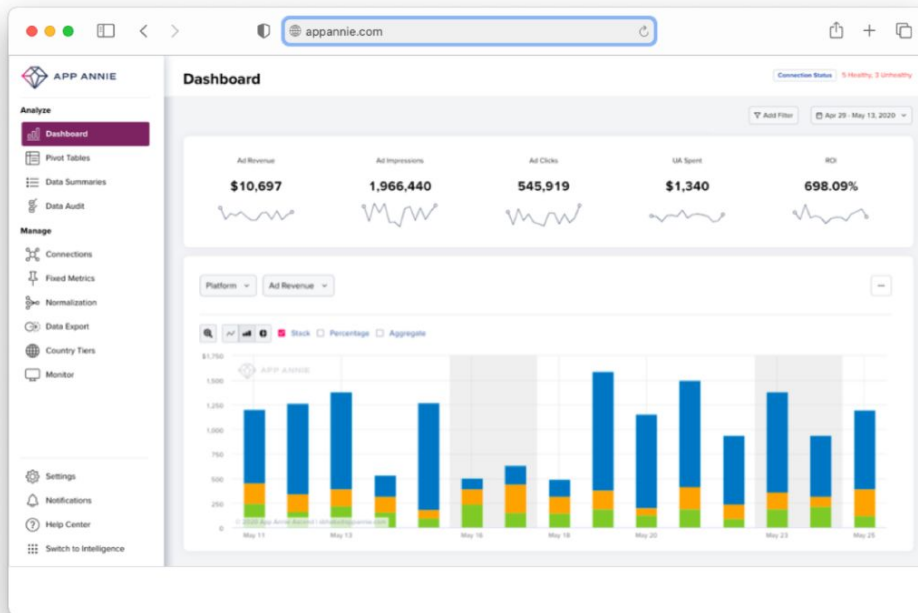 appannie.com
APP ANNIE
Dashboard
Connection Status 5 Healthy, 3 Unhealthy
Analyze
Dashboard
Pivot Tables
Data Summaries
Data Audit
Manage
Connections
Fixed Metrics
Normalization
Data Export
Country Tiers
Monitor
Settings
Notifications
Help Center
Switch to Intelligence
Add Filter Apr 29 - May 13, 2020
Ad Revenue Ad Impressions Ad Clicks UA Spent ROI
$10,697 1,966,440 545,919 $1,340 698.09%
Platform Ad Revenue
Stack Percentage Aggregate
$1,750
APP ANNIE
1,500
1,250
1,000
750
500
250
0
© 2020 App Annie Ascend |
May 11 May 13 May 16 May 18 May 20 May 23 May 25